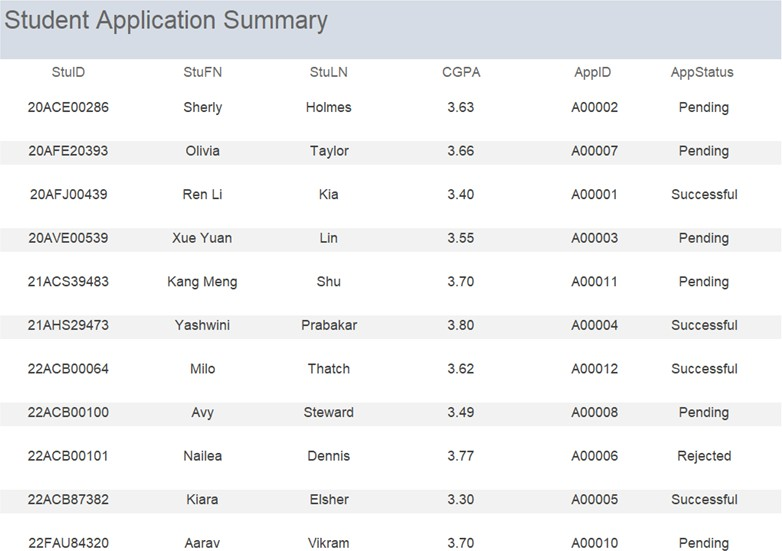 Student Application Summary
StuID StuFN StuLN CGPA AppID AppStatus
20ACE00286 Sherly Holmes 3.63 A00002 Pending
20AFE20393 Olivia Taylor 3.66 A00007 Pending
20AFJ00439 Ren Li Kia 3.40 A00001 Successful
20AVE00539 Xue Yuan Lin 3.55 A00003 Pending
21ACS39483 Kang Meng Shu 3.70 A00011 Pending
21AHS29473 Yashwini Prabakar 3.80 A00004 Successful
22ACB00064 Milo Thatch 3.62 A00012 Successful
22ACB00100 Avy Steward 3.49 A00008 Pending
22ACB00101 Nailea Dennis 3.77 A00006 Rejected
22ACB87382 Kiara Elsher 3.30 A00005 Successful
22FAU84320 Aarav Vikram 3.70 A00010 Pending